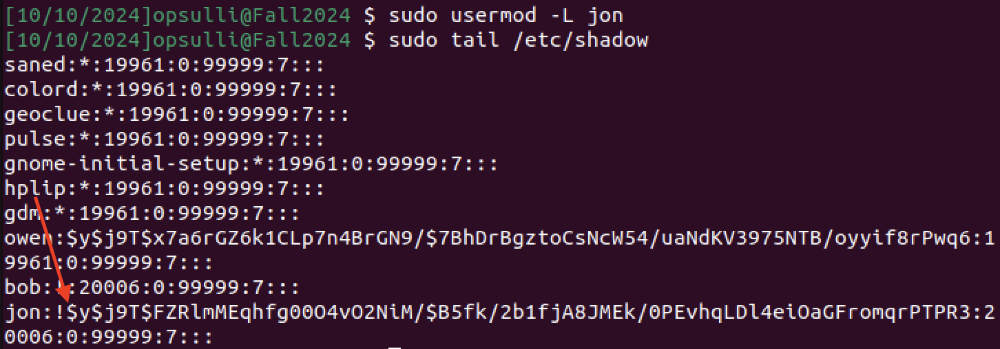 [10/10/2024]opsulli@Fall2024 $ sudo usermod -L jon
[10/10/2024]opsulli@Fall2024 $ sudo tail /etc/shadow
saned:*:19961:0:99999:7:::
colord:*:19961:0:99999:7:::
geoclue:*:19961:0:99999:7:::
pulse:*:19961:0:99999:7:::
gnome-initial-setup:*:19961:0:99999:7:::
hplip:*:19961:0:99999:7:::
gdm:*:19961:0:99999:7:::
owen:$y$j9T$x7a6rGZ6k1CLp7n4BrGN9/$7BhDrBgztoCsNcW54/uaNdKV3975NTB/oyyif8rPwq6:1
9961:0:99999:7:::
bob:!:20006:0:99999:7:::
jon:!$y$j9T$FZRlmMEqhfg00O4vO2NiM/$B5fk/2b1fjA8JMEk/0PEvhqLDl4eiOaGFromqrPTPR3:2
0006:0:99999:7:::